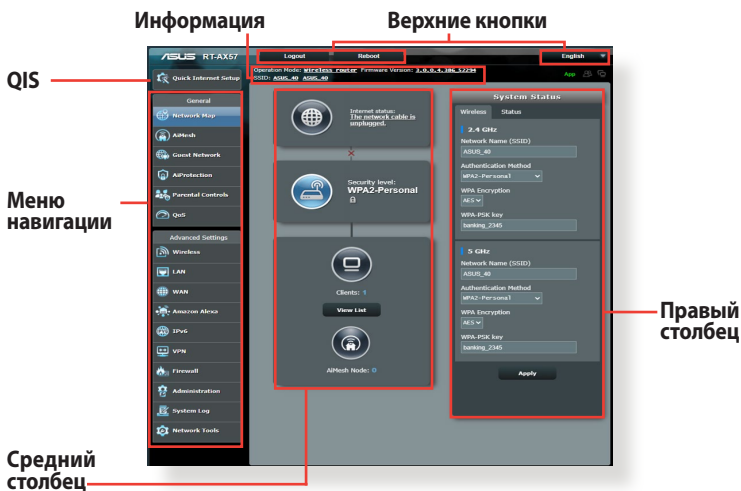 Информация
Верхние кнопки
QIS
Меню
навигации
Средний
столбец
Правый
столбец
ASUS RT-AX57
Logout
Reboot
English
Quick Internet Setup
Operation Mode: Wireless router Firmware Version: 3.0.0.4.386_52294
SSID: ASUS_40 ASUS_40
App
General
Network Map
AiMesh
Guest Network
AiProtection
Parental Controls
QoS
Advanced Settings
Wireless
LAN
WAN
Amazon Alexa
IPv6
VPN
Firewall
Administration
System Log
Network Tools
Internet status:
The network cable is
unplugged.
Security level:
WPA2-Personal
Clients: 1
View List
AiMesh Node: 0
System Status
Wireless
Status
2.4 GHz
Network Name (SSID)
ASUS_40
Authentication Method
WPA2-Personal
WPA Encryption
AES
WPA-PSK key
banking_2345
5 GHz
Network Name (SSID)
ASUS_40
Authentication Method
WPA2-Personal
WPA Encryption
AES
WPA-PSK key
banking_2345
Apply